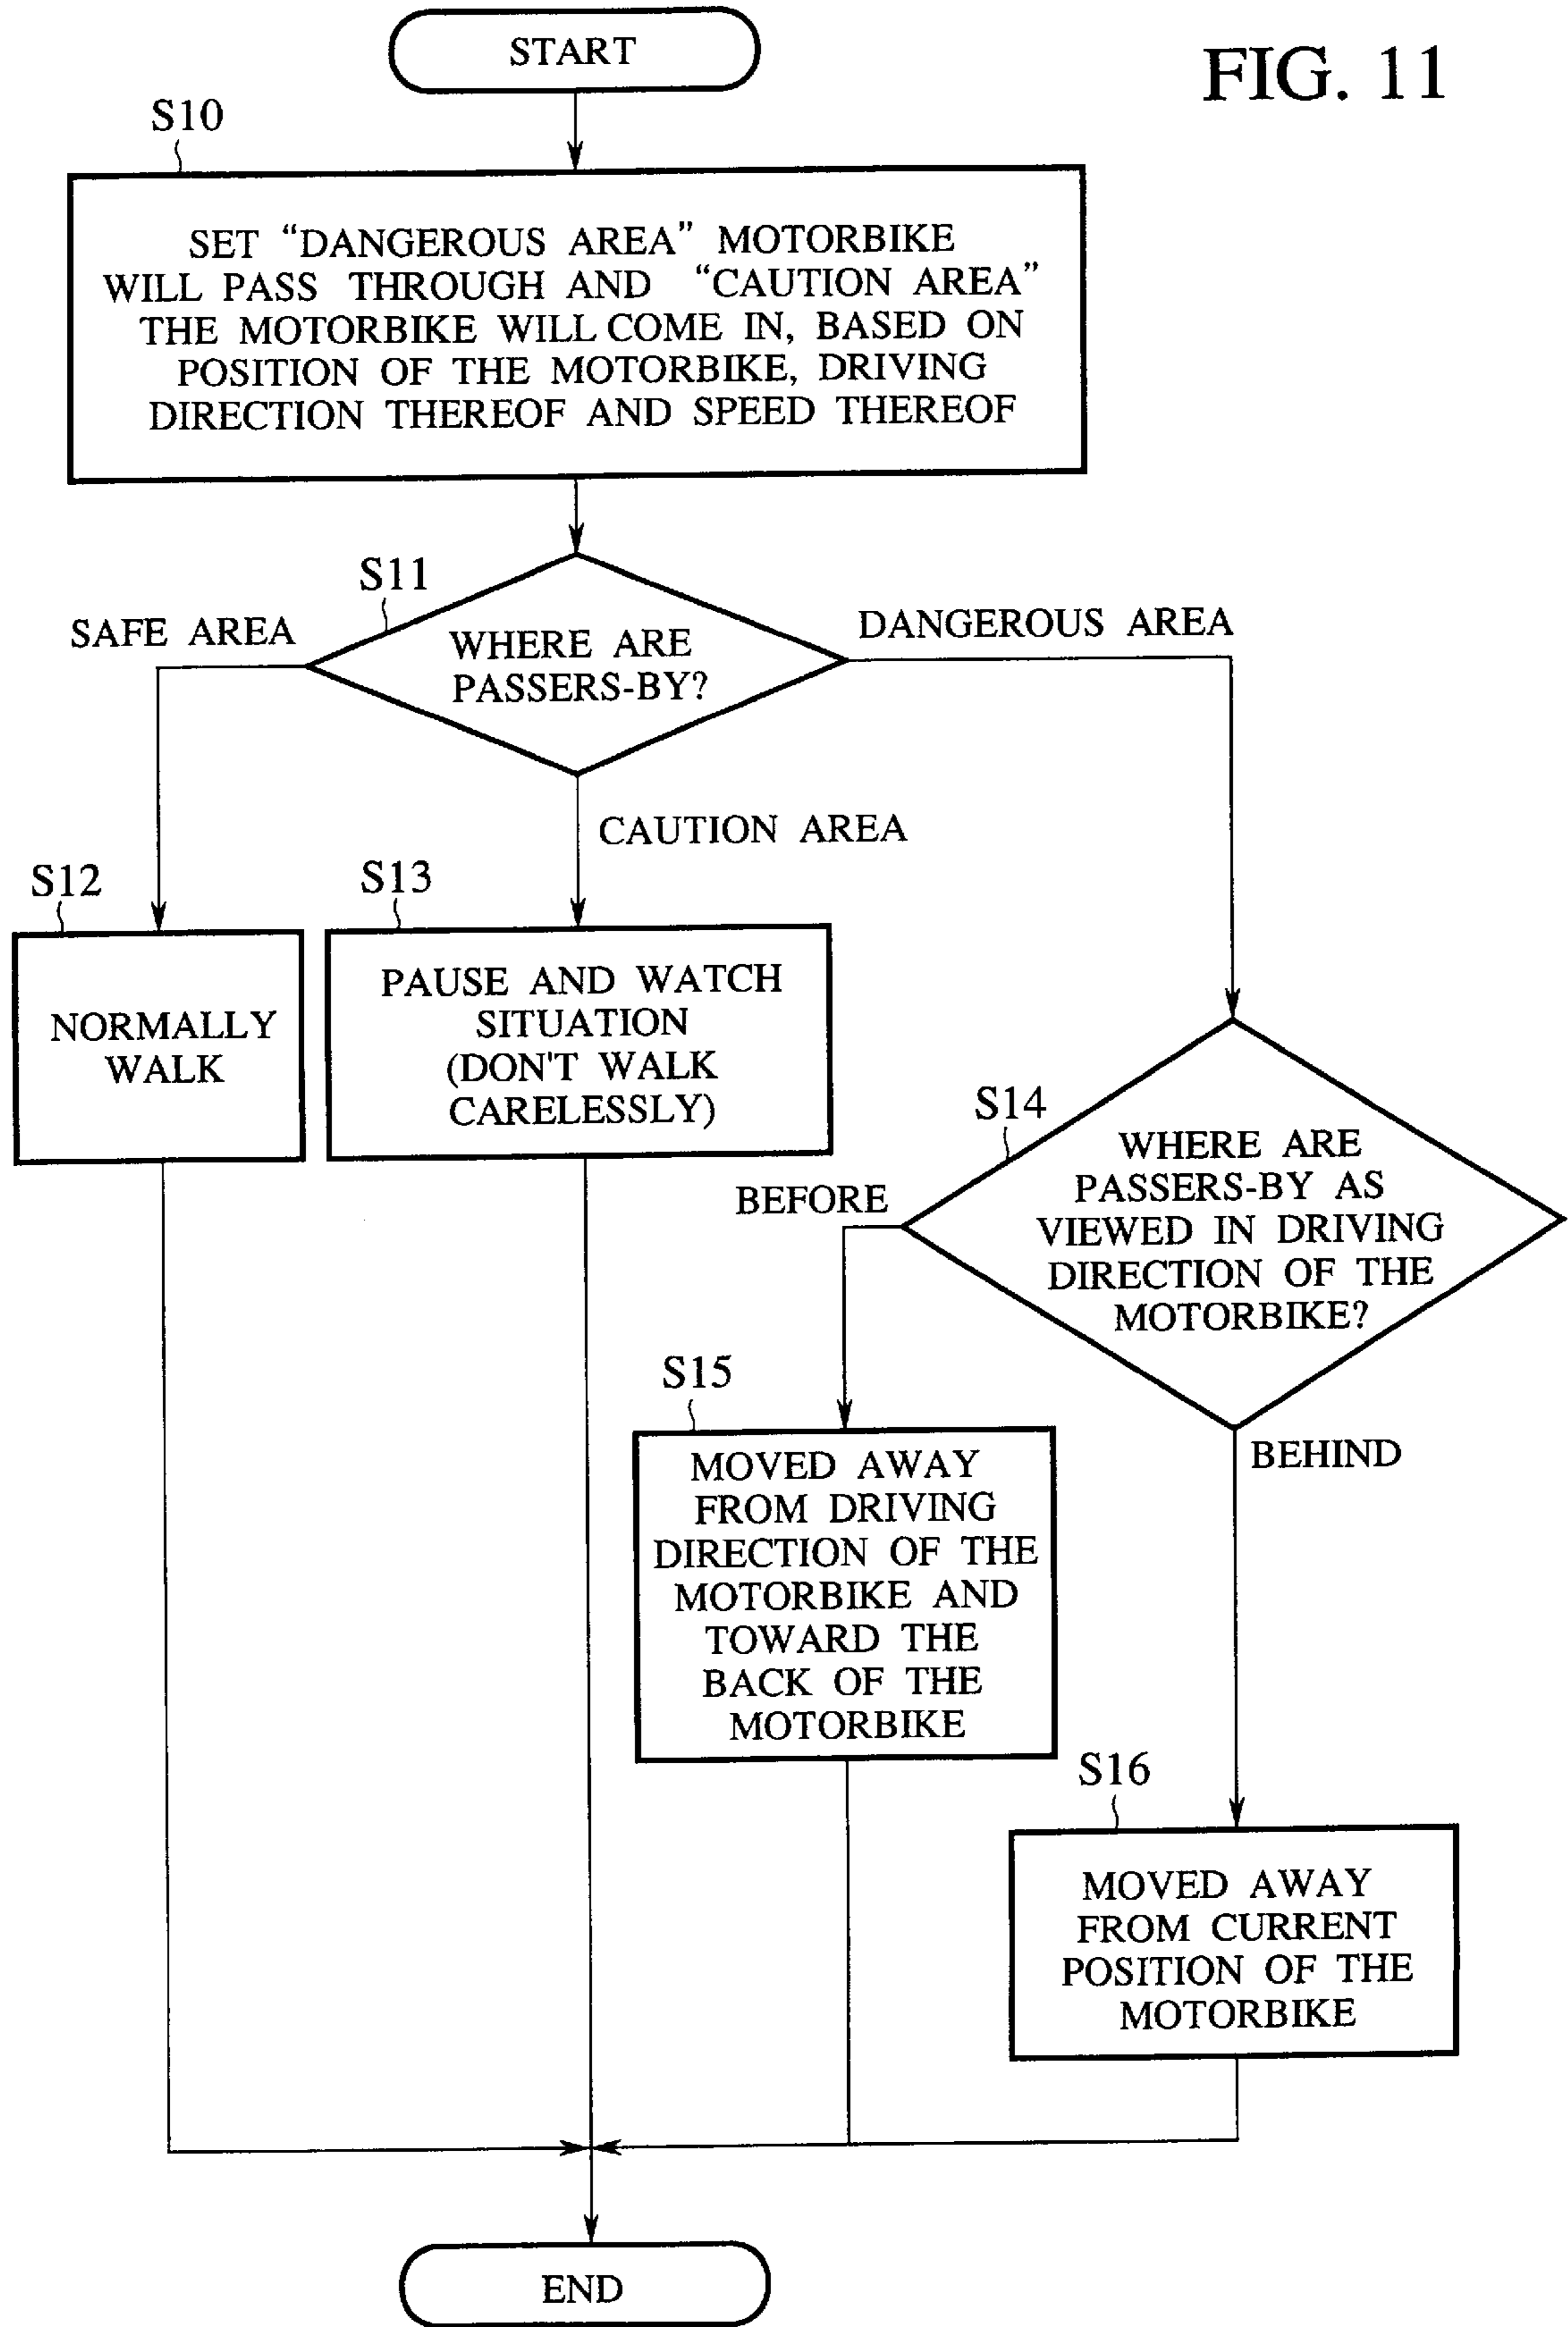 START
FIG. 11
S10
SET “DANGEROUS AREA” MOTORBIKE
WILL PASS THROUGH AND “CAUTION AREA”
THE MOTORBIKE WILL COME IN, BASED ON
POSITION OF THE MOTORBIKE, DRIVING
DIRECTION THEREOF AND SPEED THEREOF
S11
SAFE AREA
WHERE ARE
PASSERS-BY?
DANGEROUS AREA
CAUTION AREA
S12
NORMALLY
WALK
S13
PAUSE AND WATCH
SITUATION
(DON'T WALK
CARELESSLY)
S14
WHERE ARE
PASSERS-BY AS
VIEWED IN DRIVING
DIRECTION OF THE
MOTORBIKE?
BEFORE
BEHIND
S15
MOVED AWAY
FROM DRIVING
DIRECTION OF THE
MOTORBIKE AND
TOWARD THE
BACK OF THE
MOTORBIKE
S16
MOVED AWAY
FROM CURRENT
POSITION OF THE
MOTORBIKE
END